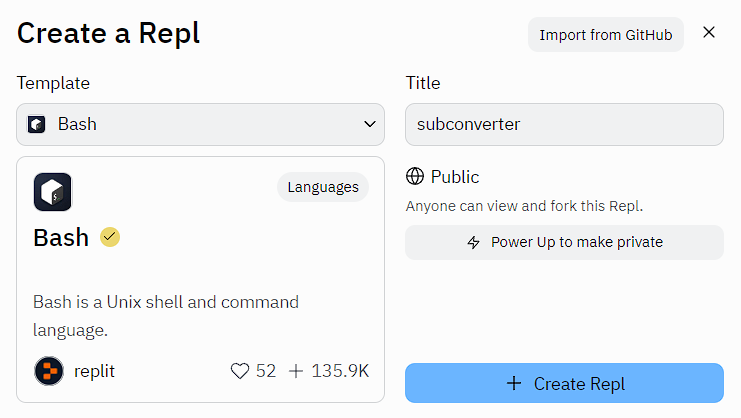 Create a Repl
Import from GitHub
Template
Title
Bash
subconverter
Languages
Bash
Public
Anyone can view and fork this Repl.
Power Up to make private
Bash is a Unix shell and command
language.
replit
52
135.9K
+ Create Repl